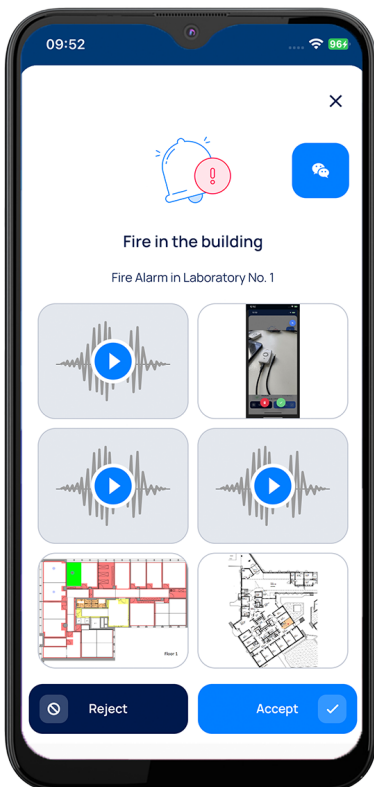 09:52
96
Fire in the building
Fire Alarm in Laboratory No. 1
Floor 1
Reject
Accept